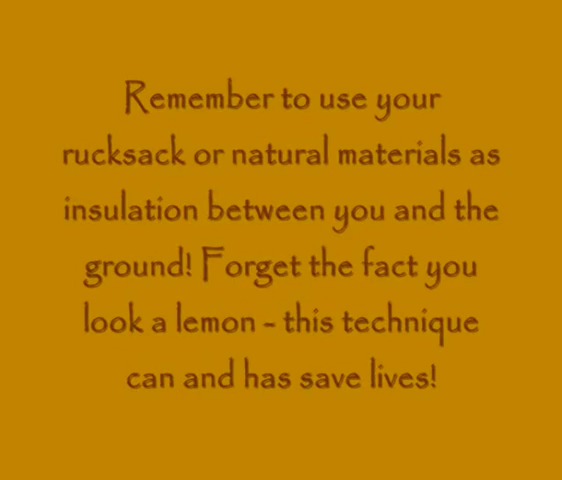 Remember to use your
rucksack or natural materials as
insulation between you and the
ground! Forget the fact you
look a lemon - this technique
can and has save lives!